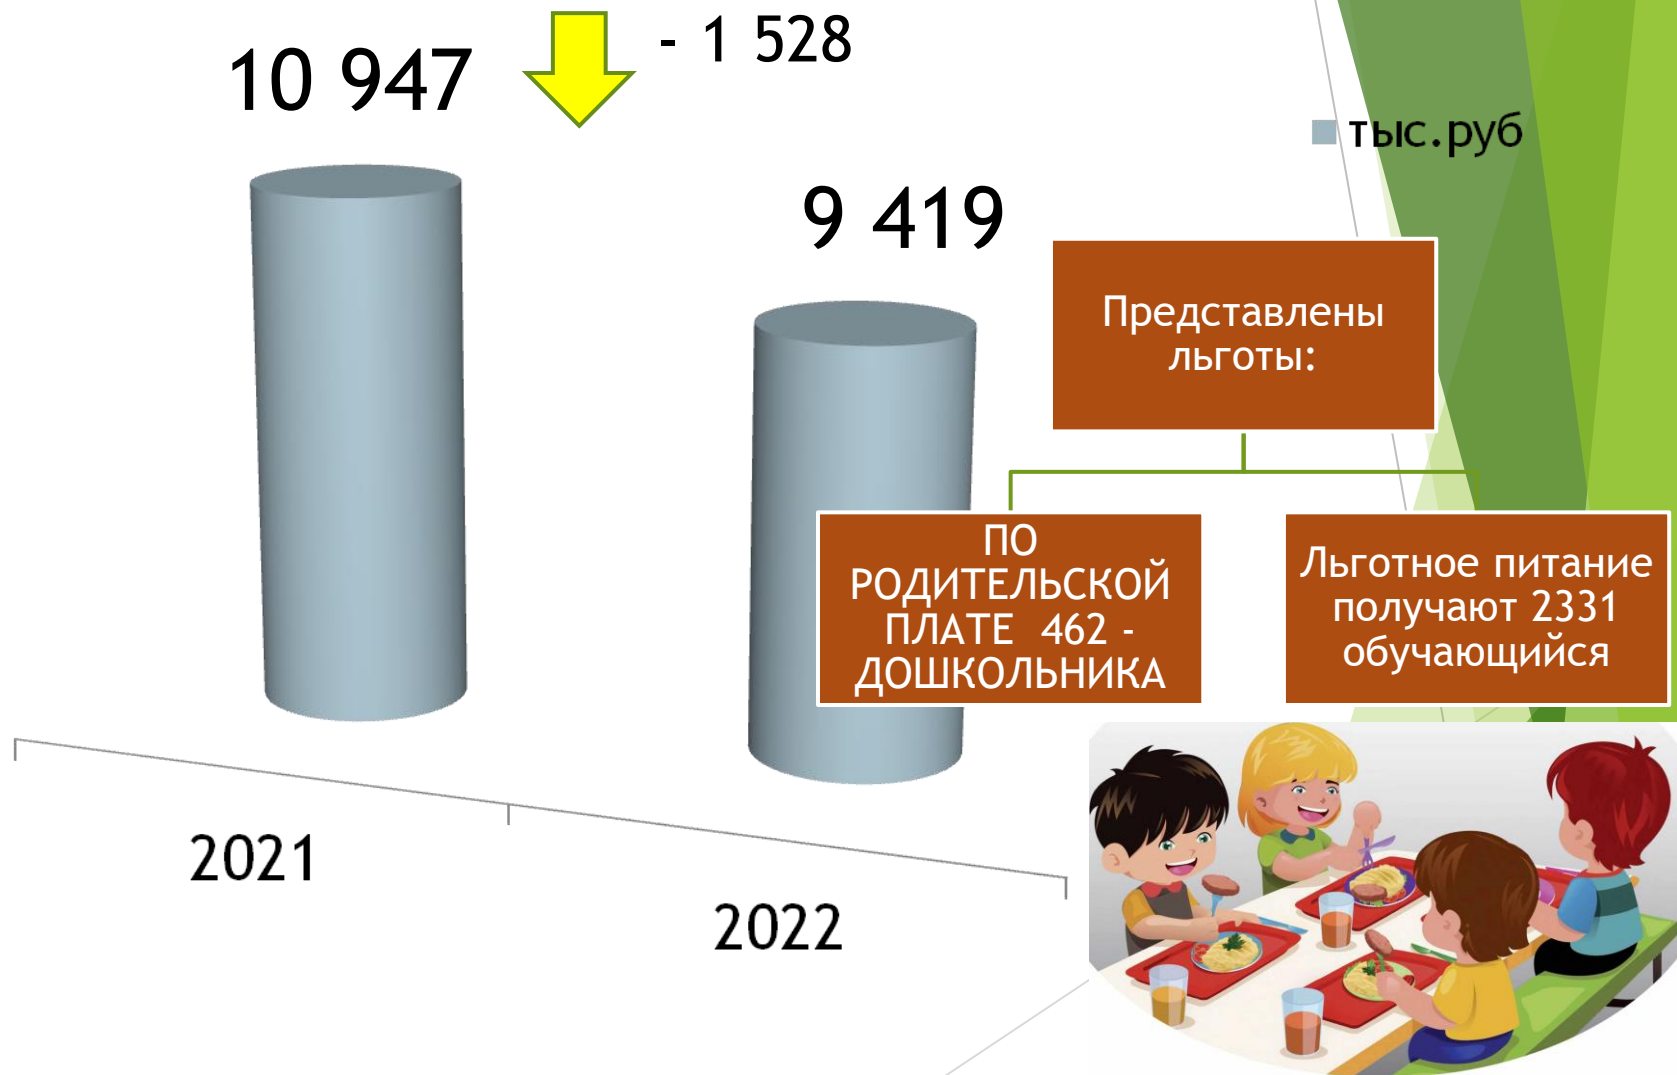 - 1 528
10 947
тыс.руб
9 419
Представлены
льготы:
ПО
РОДИТЕЛЬСКОЙ
ПЛАТЕ 462 -
ДОШКОЛЬНИКА
Льготное питание
получают 2331
обучающийся
2021
2022